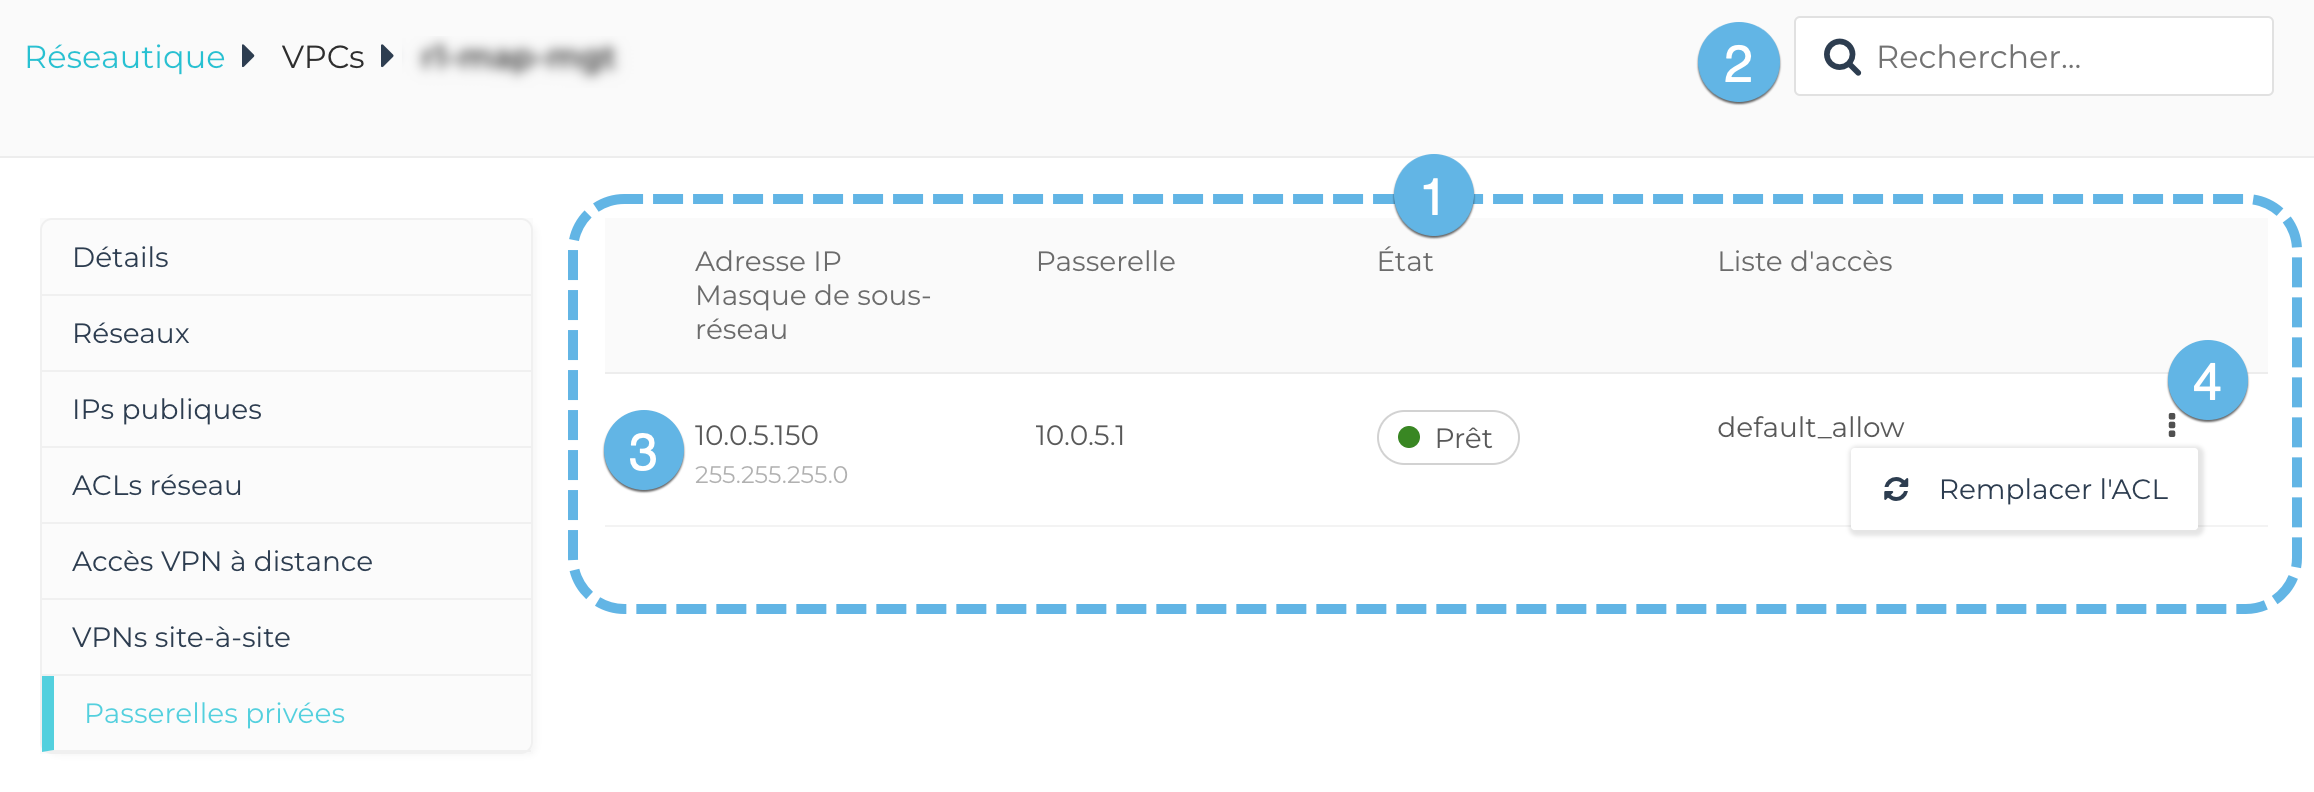 Réseautique VPCs
2
Rechercher...
1
Détails
Réseaux
IPs publiques
ACLs réseau
Accès VPN à distance
VPNs site-à-site
Passerelles privées
Adresse IP
Masque de sous-
réseau
Passerelle
État
Liste d'accès
4
3
10.0.5.150
255.255.255.0
10.0.5.1
Prêt
default_allow
Remplacer l'ACL